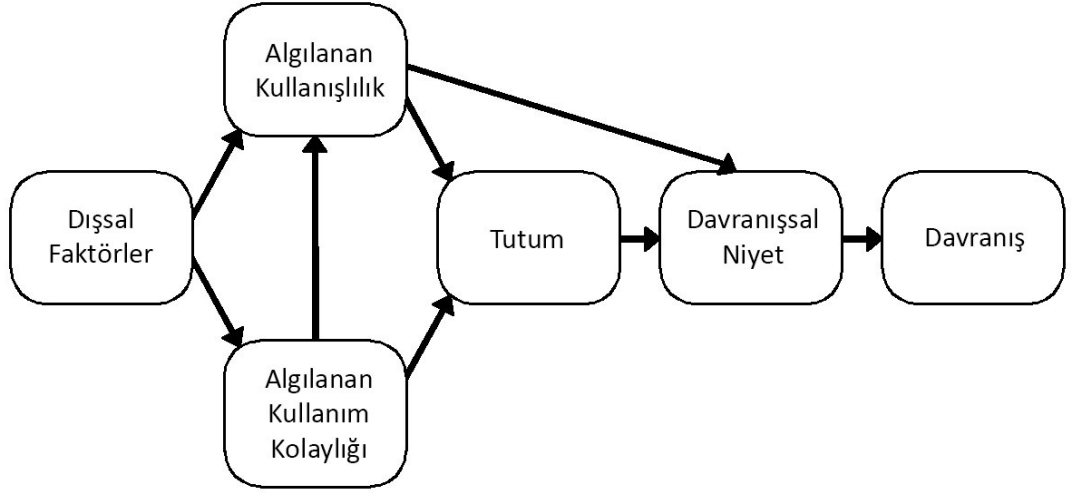 Algılanan
Kullanışlılık
Dışsal
Faktörler
Tutum
Davranışsal
Niyet
Davranış
Algılanan
Kullanım
Kolaylığı